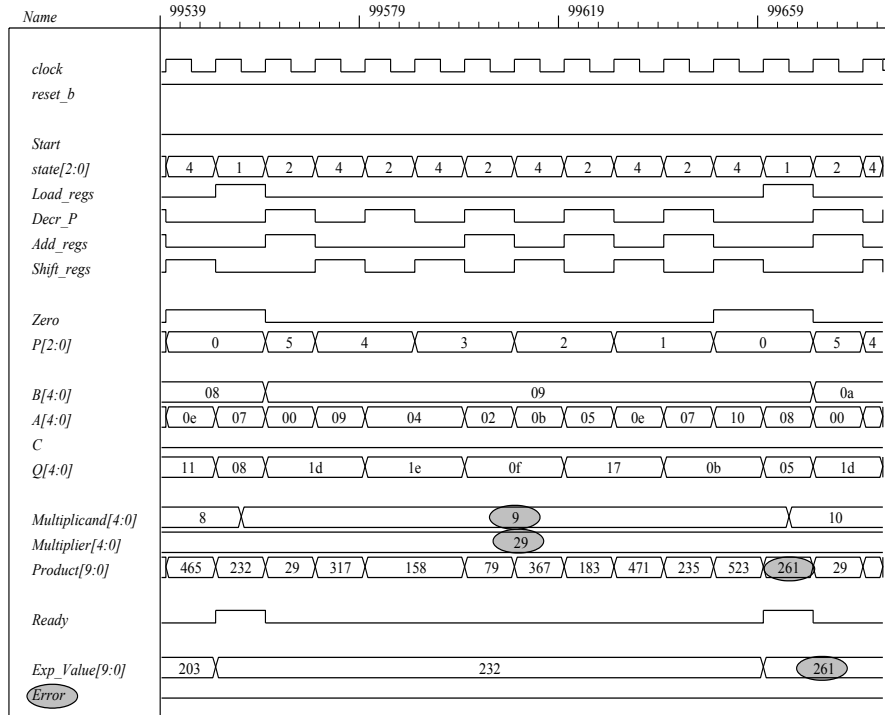 Name 99539 99579 99619 99659
clock
reset_b
Start
state[2:0] 4 1 2 4 2 4 2 4 2 4 2 4 1 2 4
Load_regs
Decr_P
Add_regs
Shift_regs
Zero
P[2:0] 0 5 4 3 2 1 0 5 4
B[4:0] 08 09 0a
A[4:0] 0e 07 00 09 04 02 0b 05 0e 07 10 08 00
C
Q[4:0] 11 08 1d 1e 0f 17 0b 05 1d
Multiplicand[4:0] 8 9 10
Multiplier[4:0] 29
Product[9:0] 465 232 29 317 158 79 367 183 471 235 523 261 29
Ready
Exp_Value[9:0] 203 232 261
Error